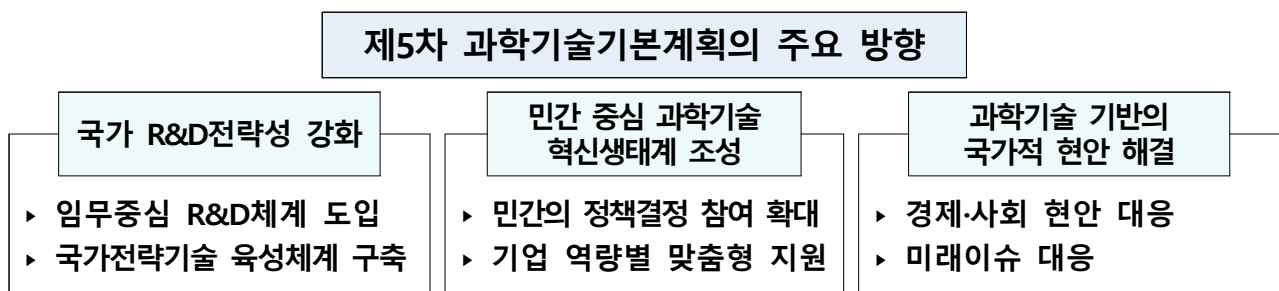 제5차 과학기술기본계획의 주요 방향
국가 R&D전략성 강화
▸ 임무중심 R&D체계 도입
▸ 국가전략기술 육성체계 구축
민간 중심 과학기술
혁신생태계 조성
▸ 민간의 정책결정 참여 확대
▸ 기업 역량별 맞춤형 지원
과학기술 기반의
국가적 현안 해결
▸ 경제·사회 현안 대응
▸ 미래이슈 대응